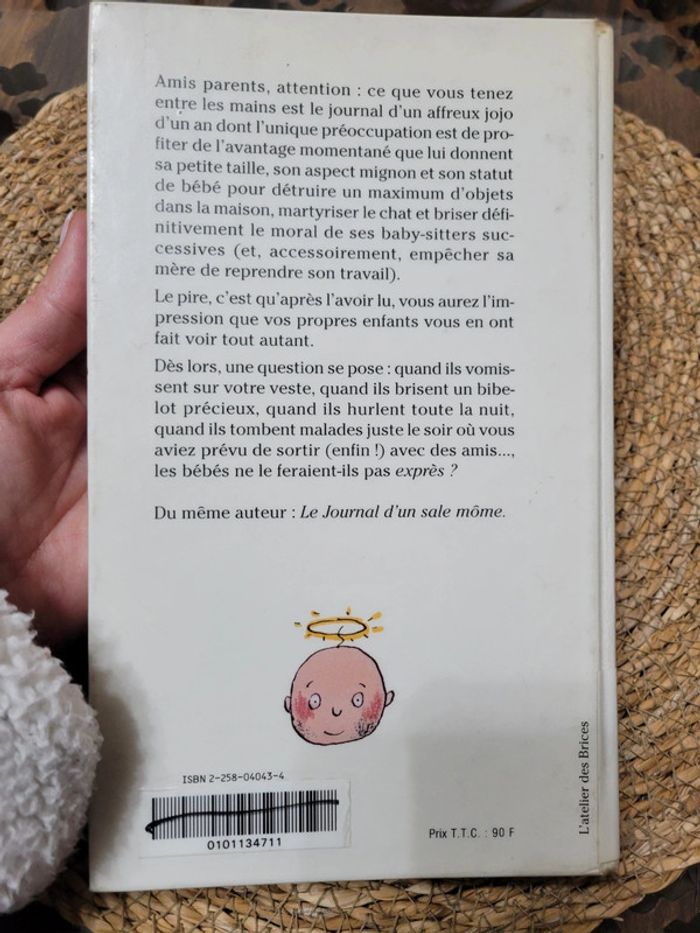 Amis parents, attention : ce que vous tenez
entre les mains est le journal d'un affreux jojo
d'un an dont l'unique préoccupation est de pro-
fiter de l'avantage momentané que lui donnent
sa petite taille, son aspect mignon et son statut
de bébé pour détruire un maximum d'objets
dans la maison, martyriser le chat et briser défi-
nitivement le moral de ses baby-sitters suc-
cessives (et, accessoirement, empêcher sa
mère de reprendre son travail).
Le pire, c'est qu'après l'avoir lu, vous aurez l'im-
pression que vos propres enfants vous en ont
fait voir tout autant.
Dès lors, une question se pose : quand ils vomis-
sent sur votre veste, quand ils brisent un bibe-
lot précieux, quand ils hurlent toute la nuit,
quand ils tombent malades juste le soir où vous
aviez prévu de sortir (enfin !) avec des amis...,
les bébés ne le feraient-ils pas exprès ?
Du même auteur : Le Journal d'un sale môme.
ISBN 2-258-04043-4
0101134711
Prix T.T.C. : 90 F
L'atelier des Brices